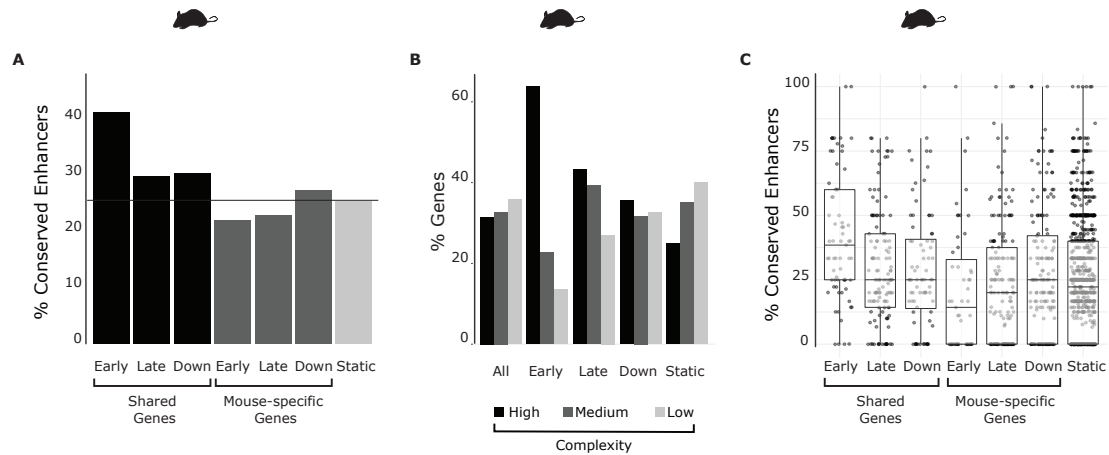 A
% Conserved Enhancers
40
30
20
10
0
Early Late Down Early Late Down Static
Shared Genes
Mouse-specific Genes
B
% Genes
60
40
20
0
All Early Late Down Static
High Medium Low
Complexity
C
% Conserved Enhancers
100
75
50
25
0
Early Late Down Early Late Down Static
Shared Genes
Mouse-specific Genes